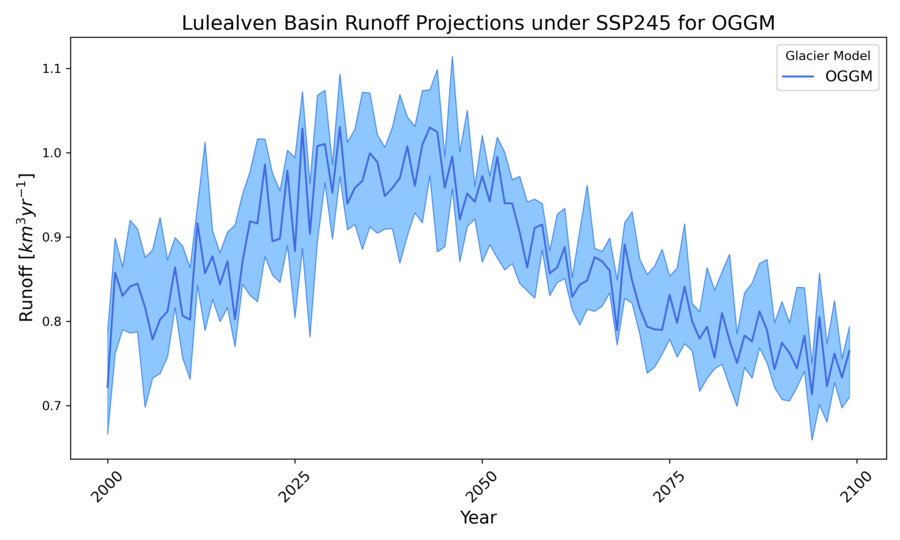 Lulealven Basin Runoff Projections under SSP245 for OGGM
Glacier Model
OGGM
Runoff [km³yr⁻¹]
1.1
1.0
0.9
0.8
0.7
2000
2025
2050
2075
2100
Year